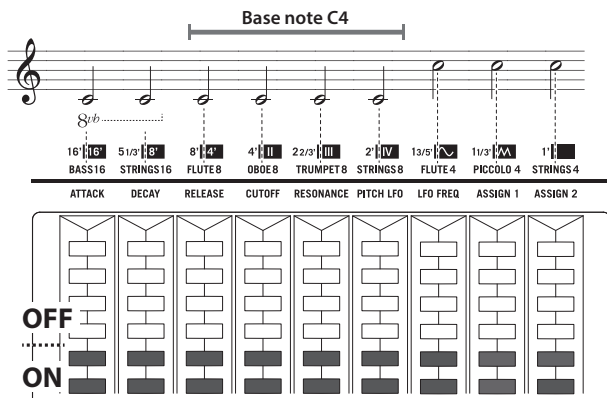 Base note C4
8vb
16' 16' 5 1/3' 8' 8' 4' 4' II 2 2/3' III 2' IV 1 3/5' 1 1/3' 1'
BASS16 STRINGS16 FLUTE8 OBOE8 TRUMPET8 STRINGS8 FLUTE4 PICCOLO4 STRINGS4
ATTACK DECAY RELEASE CUTOFF RESONANCE PITCH LFO LFO FREQ ASSIGN 1 ASSIGN 2
OFF
ON